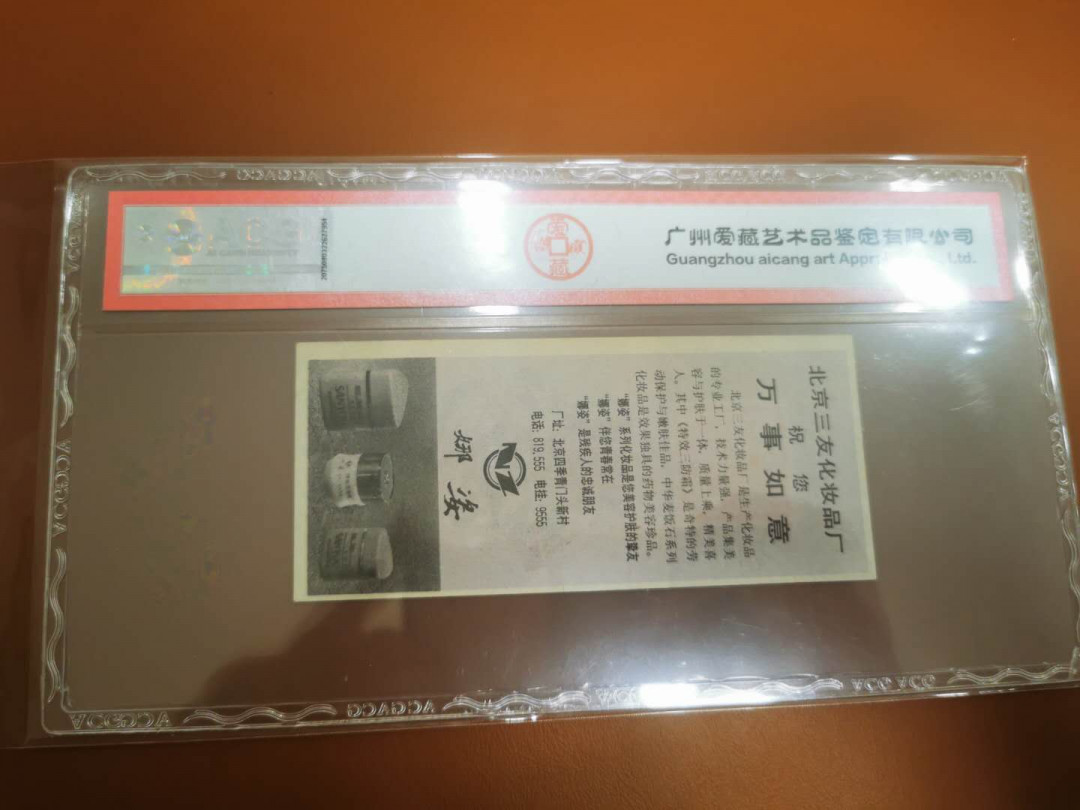 广州爱藏艺术品鉴定有限公司
Guangzhou aicang art
Ltd.
爱藏
北京三友化妆品厂
祝您
万事如意
北京三友化妆品厂是生产化妆品
的专业工厂，技术力量强，产品集美
容与护肤于一体，质量上乘，精美喜
人。其中《特效三防霜》是奇特的劳
动保护与嫩肤佳品，中华麦饭石系列
化妆品是效果独具的药物美容珍品。
“娜姿”系列化妆品是您美容护肤的挚友
“娜姿”伴您青春常在
“娜姿”是残疾人的忠诚朋友
厂址：北京四季青门头新村
电话：819.555 电挂：9555
NZ
娜姿